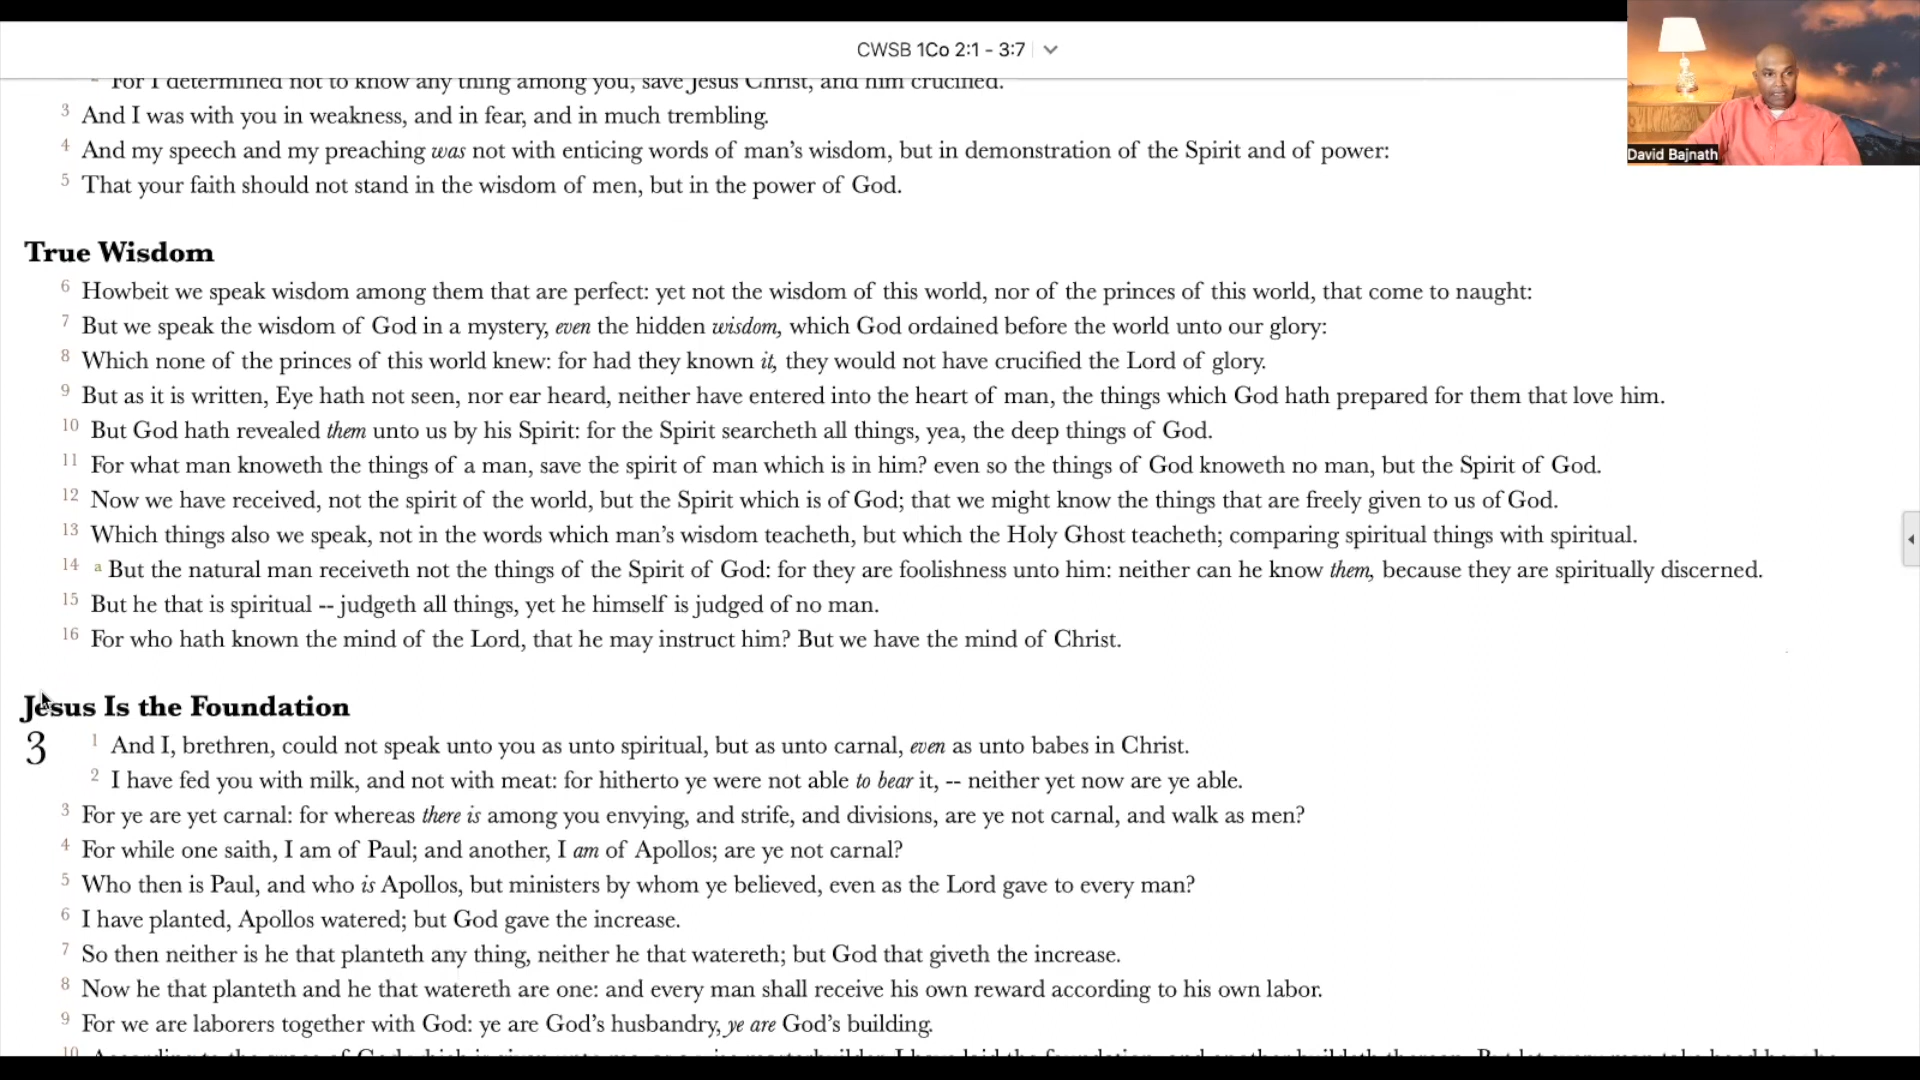 CWSB 1Co 2:1 - 3:7
For I determined not to know any thing among you, save Jesus Christ, and him crucified.
3 And I was with you in weakness, and in fear, and in much trembling.
4 And my speech and my preaching was not with enticing words of man's wisdom, but in demonstration of the Spirit and of power:
David Bajnath
5 That your faith should not stand in the wisdom of men, but in the power of God.
True Wisdom
6 Howbeit we speak wisdom among them that are perfect: yet not the wisdom of this world, nor of the princes of this world, that come to naught:
7 But we speak the wisdom of God in a mystery, even the hidden wisdom, which God ordained before the world unto our glory:
8 Which none of the princes of this world knew: for had they known it, they would not have crucified the Lord of glory.
9 But as it is written, Eye hath not seen, nor ear heard, neither have entered into the heart of man, the things which God hath prepared for them that love him.
10 But God hath revealed them unto us by his Spirit: for the Spirit searcheth all things, yea, the deep things of God.
11 For what man knoweth the things of a man, save the spirit of man which is in him? even so the things of God knoweth no man, but the Spirit of God.
12 Now we have received, not the spirit of the world, but the Spirit which is of God; that we might know the things that are freely given to us of God.
13 Which things also we speak, not in the words which man's wisdom teacheth, but which the Holy Ghost teacheth; comparing spiritual things with spiritual.
14 a But the natural man receiveth not the things of the Spirit of God: for they are foolishness unto him: neither can he know them, because they are spiritually discerned.
15 But he that is spiritual -- judgeth all things, yet he himself is judged of no man.
16 For who hath known the mind of the Lord, that he may instruct him? But we have the mind of Christ.
Jesus Is the Foundation
3 1 And I, brethren, could not speak unto you as unto spiritual, but as unto carnal, even as unto babes in Christ.
2 I have fed you with milk, and not with meat: for hitherto ye were not able to bear it, -- neither yet now are ye able.
3 For ye are yet carnal: for whereas there is among you envying, and strife, and divisions, are ye not carnal, and walk as men?
4 For while one saith, I am of Paul; and another, I am of Apollos; are ye not carnal?
5 Who then is Paul, and who is Apollos, but ministers by whom ye believed, even as the Lord gave to every man?
6 I have planted, Apollos watered; but God gave the increase.
7 So then neither is he that planteth any thing, neither he that watereth; but God that giveth the increase.
8 Now he that planteth and he that watereth are one: and every man shall receive his own reward according to his own labor.
9 For we are laborers together with God: ye are God's husbandry, ye are God's building.